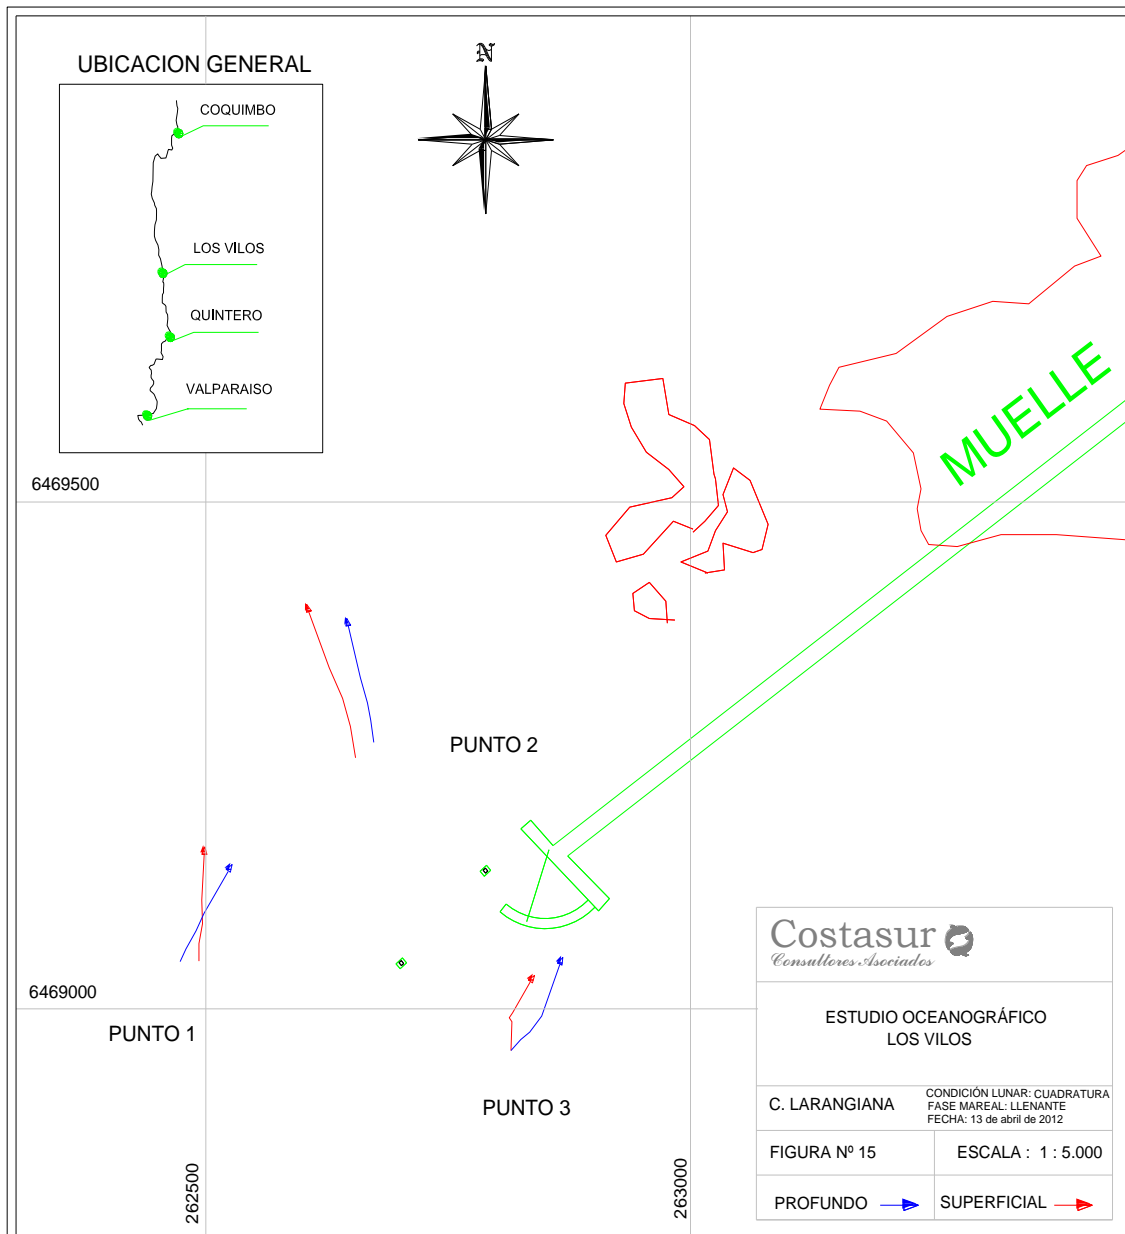 UBICACION GENERAL
N
COQUIMBO
LOS VILOS
QUINTERO
VALPARAISO
MUELLE
6469500
PUNTO 2
6469000
PUNTO 1
PUNTO 3
262500
263000
Costasur
Consultores Asociados
ESTUDIO OCEANOGRÁFICO
LOS VILOS
C. LARANGIANA
CONDICIÓN LUNAR: CUADRATURA
FASE MAREAL: LLENANTE
FECHA: 13 de abril de 2012
FIGURA Nº 15
ESCALA : 1 : 5.000
PROFUNDO
SUPERFICIAL